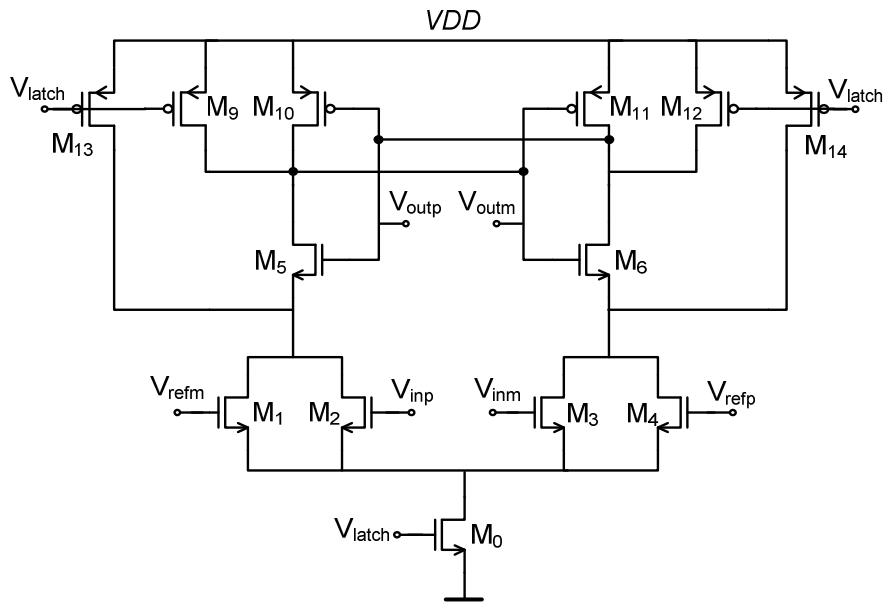 VDD
Vlatch
M13
M9
M10
M11
M12
Vlatch
M14
Voutp
Voutm
M5
M6
Vrefm
M1
M2
Vinp
Vinm
M3
M4
Vrefp
Vlatch
M0